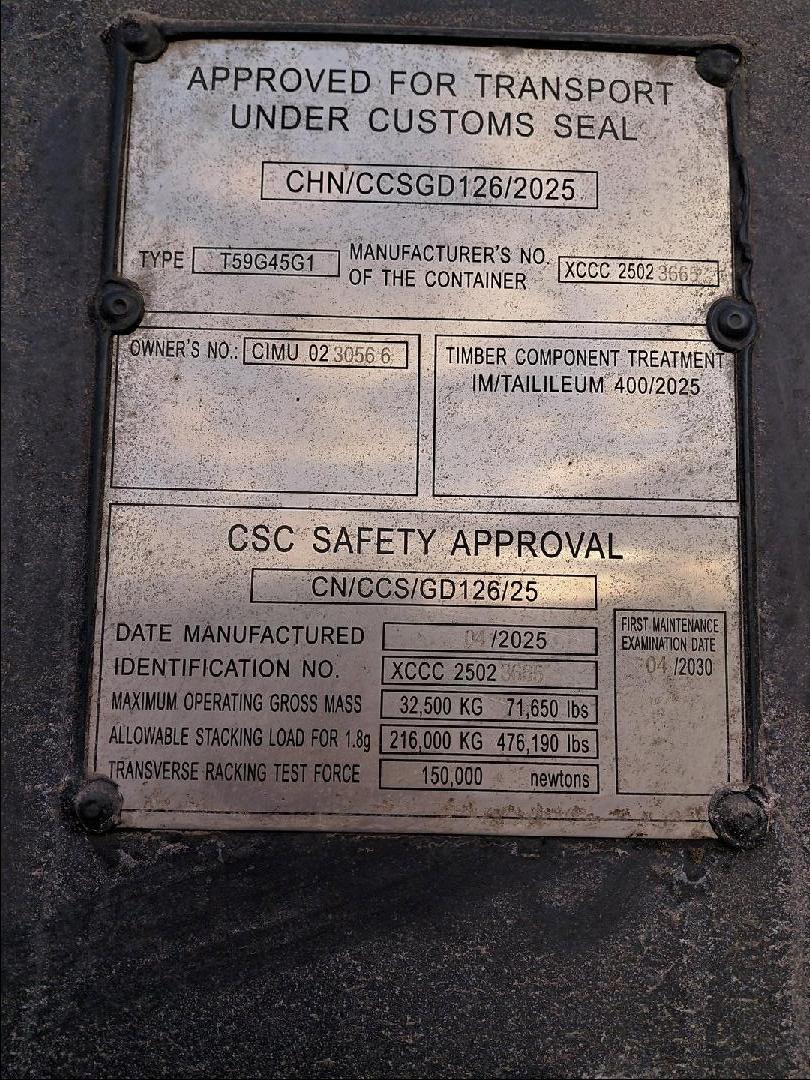 APPROVED FOR TRANSPORT
UNDER CUSTOMS SEAL
CHN/CCSGD126/2025
TYPE T59G45G1 MANUFACTURER'S NO. OF THE CONTAINER XCCC 2502
OWNER'S NO.: CIMU 02 3056 6
TIMBER COMPONENT TREATMENT
IM/TAILILEUM 400/2025
CSC SAFETY APPROVAL
CN/CCS/GD126/25
DATE MANUFACTURED 04/2025
IDENTIFICATION NO. XCCC 2502
MAXIMUM OPERATING GROSS MASS 32,500 KG 71,650 lbs
ALLOWABLE STACKING LOAD FOR 1.8g 216,000 KG 476,190 lbs
TRANSVERSE RACKING TEST FORCE 150,000 newtons
FIRST MAINTENANCE
EXAMINATION DATE
04 /2030